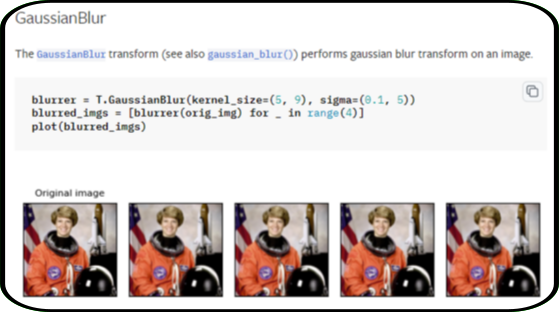 GaussianBlur
The GaussianBlur transform (see also gaussian_blur()) performs gaussian blur transform on an image.
blurrer = T.GaussianBlur(kernel_size=(5, 9), sigma=(0.1, 5))
blurred_imgs = [blurrer(orig_img) for _ in range(4)]
plot(blurred_imgs)
Original image